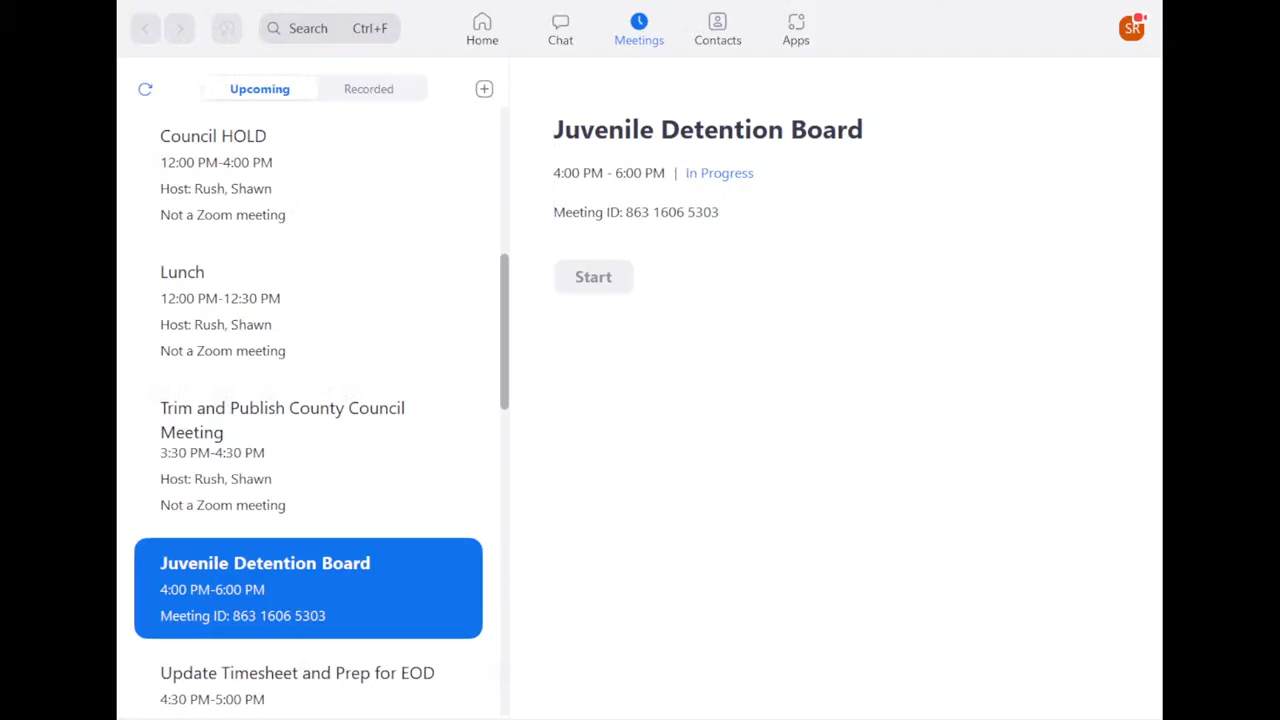 Search Ctrl+F
Home
Chat
Meetings
Contacts
Apps
SR
Upcoming
Recorded
Council HOLD
12:00 PM-4:00 PM
Host: Rush, Shawn
Not a Zoom meeting
Lunch
12:00 PM-12:30 PM
Host: Rush, Shawn
Not a Zoom meeting
Trim and Publish County Council
Meeting
3:30 PM-4:30 PM
Host: Rush, Shawn
Not a Zoom meeting
Juvenile Detention Board
4:00 PM-6:00 PM
Meeting ID: 863 1606 5303
Update Timesheet and Prep for EOD
4:30 PM-5:00 PM
Juvenile Detention Board
4:00 PM - 6:00 PM | In Progress
Meeting ID: 863 1606 5303
Start